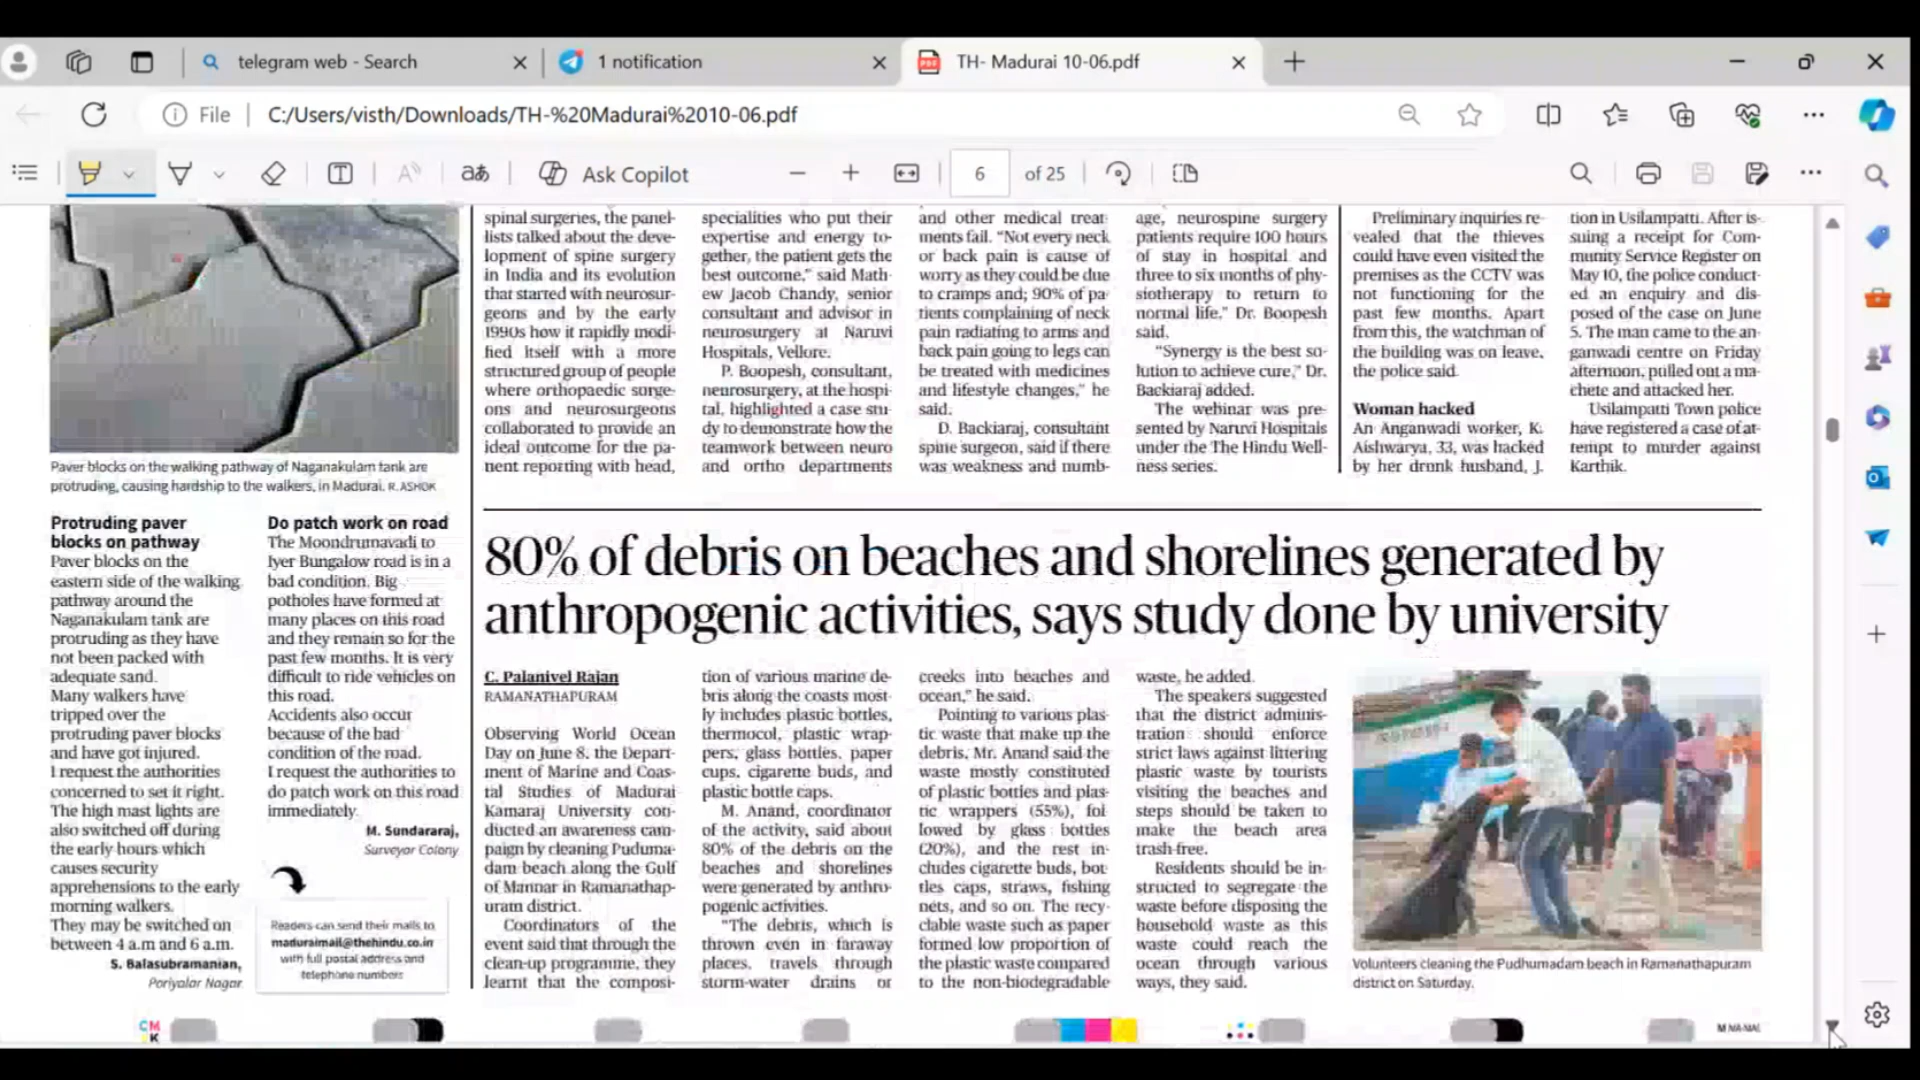 telegram web - Search
1 notification
TH- Madurai 10-06.pdf
File
C:/Users/visth/Downloads/TH-%20Madurai%2010-06.pdf
Ask Copilot
6
of 25
Paver blocks on the walking pathway of Naganakulam tank are
protruding, causing hardship to the walkers, in Madurai. R. ASHOK
Protruding paver
blocks on pathway
Paver blocks on the
eastern side of the walking
pathway around the
Naganakulam tank are
protruding as they have
not been packed with
adequate sand.
Many walkers have
tripped over the
protruding paver blocks
and have got injured.
I request the authorities
concerned to set it right.
The high mast lights are
also switched off during
the early hours which
causes security
apprehensions to the early
morning walkers.
They may be switched on
between 4 a.m and 6 a.m.
S. Balasubramanian,
Poriyalar Nagar
Do patch work on road
The Moondrumavadi to
Iyer Bungalow road is in a
bad condition. Big
potholes have formed at
many places on this road
and they remain so for the
past few months. It is very
difficult to ride vehicles on
this road.
Accidents also occur
because of the bad
condition of the road.
I request the authorities to
do patch work on this road
immediately.
M. Sundararaj,
Surveyor Colony
Readers can send their mails to
maduraimail@thehindu.co.in
with full postal address and
telephone numbers
spinal surgeries, the panel-
lists talked about the deve-
lopment of spine surgery
in India and its evolution
that started with neurosur-
geons and by the early
1990s how it rapidly modi-
fied itself with a more
structured group of people
where orthopaedic surge-
ons and neurosurgeons
collaborated to provide an
ideal outcome for the pa-
tient reporting with head,
specialities who put their
expertise and energy to-
gether, the patient gets the
best outcome," said Math-
ew Jacob Chandy, senior
consultant and advisor in
neurosurgery at Naruvi
Hospitals, Vellore.
P. Boopesh, consultant,
neurosurgery, at the hospi-
tal, highlighted a case stu-
dy to demonstrate how the
teamwork between neuro
and ortho departments
and other medical treat-
ments fail. "Not every neck
or back pain is cause of
worry as they could be due
to cramps and; 90% of pa-
tients complaining of neck
pain radiating to arms and
back pain going to legs can
be treated with medicines
and lifestyle changes," he
said.
D. Backiaraj, consultant
spine surgeon, said if there
was weakness and numb-
age, neurospine surgery
patients require 100 hours
of stay in hospital and
three to six months of phy-
siotherapy to return to
normal life," Dr. Boopesh
said.
"Synergy is the best so-
lution to achieve cure," Dr.
Backiaraj added.
The webinar was pre-
sented by Naruvi Hospitals
under the The Hindu Well-
ness series.
Preliminary inquiries re-
vealed that the thieves
could have even visited the
premises as the CCTV was
not functioning for the
past few months. Apart
from this, the watchman of
the building was on leave,
the police said.
Woman hacked
An Anganwadi worker, K.
Aishwarya, 33, was hacked
by her drunk husband, J.
tion in Usilampatti. After is-
suing a receipt for Com-
munity Service Register on
May 10, the police conduct-
ed an enquiry and dis-
posed of the case on June
5. The man came to the an-
ganwadi centre on Friday
afternoon, pulled out a ma-
chete and attacked her.
Usilampatti Town police
have registered a case of at-
tempt to murder against
Karthik.
80% of debris on beaches and shorelines generated by
anthropogenic activities, says study done by university
C. Palanivel Rajan
RAMANATHAPURAM
Observing World Ocean
Day on June 8, the Depart-
ment of Marine and Coas-
tal Studies of Madurai
Kamaraj University con-
ducted an awareness cam-
paign by cleaning Puduma-
dam beach along the Gulf
of Mannar in Ramanathap-
uram district.
Coordinators of the
event said that through the
clean-up programme, they
learnt that the composi-
tion of various marine de-
bris along the coasts most-
ly includes plastic bottles,
thermocol, plastic wrap-
pers, glass bottles, paper
cups, cigarette buds, and
plastic bottle caps.
M. Anand, coordinator
of the activity, said about
80% of the debris on the
beaches and shorelines
were generated by anthro-
pogenic activities.
"The debris, which is
thrown even in faraway
places, travels through
storm-water drains or
creeks into beaches and
ocean," he said.
Pointing to various plas-
tic waste that make up the
debris, Mr. Anand said the
waste mostly constituted
of plastic bottles and plas-
tic wrappers (55%), fol-
lowed by glass bottles
(20%), and the rest in-
cludes cigarette buds, bot-
tles caps, straws, fishing
nets, and so on. The recy-
clable waste such as paper
formed low proportion of
the plastic waste compared
to the non-biodegradable
waste, he added.
The speakers suggested
that the district adminis-
tration should enforce
strict laws against littering
plastic waste by tourists
visiting the beaches and
steps should be taken to
make the beach area
trash-free.
Residents should be in-
structed to segregate the
waste before disposing the
household waste as this
waste could reach the
ocean through various
ways, they said.
Volunteers cleaning the Pudhumadam beach in Ramanathapuram
district on Saturday.
CM
K